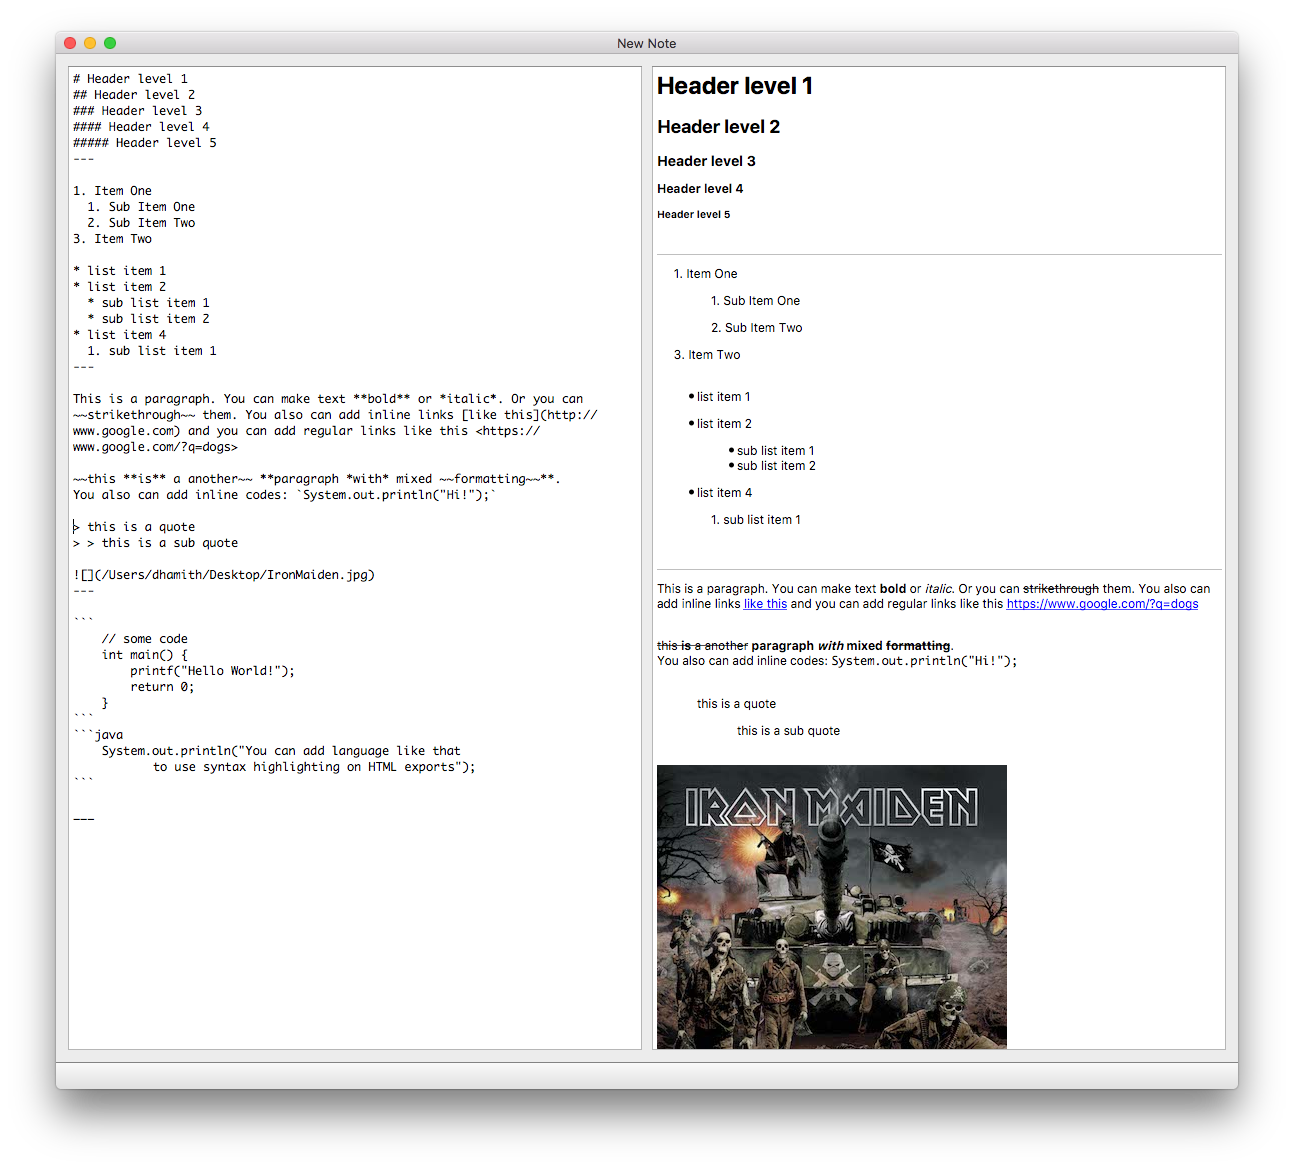 New Note
# Header level 1
## Header level 2
### Header level 3
#### Header level 4
##### Header level 5
---
1. Item One
  1. Sub Item One
  2. Sub Item Two
3. Item Two
* list item 1
* list item 2
  * sub list item 1
  * sub list item 2
* list item 4
  1. sub list item 1
---
This is a paragraph. You can make text **bold** or *italic*. Or you can
~~strikethrough~~ them. You also can add inline links [like this](http://
www.google.com) and you can add regular links like this <https://
www.google.com/?q=dogs>
~~this **is** a another~~ **paragraph *with* mixed ~~formatting~~**.
You also can add inline codes: `System.out.println("Hi!");`
> this is a quote
> > this is a sub quote
![](/Users/dhamith/Desktop/IronMaiden.jpg)
---
```
    // some code
    int main() {
        printf("Hello World!");
        return 0;
    }
```
```java
    System.out.println("You can add language like that
           to use syntax highlighting on HTML exports");
```
---
Header level 1
Header level 2
Header level 3
Header level 4
Header level 5
1. Item One
1. Sub Item One
2. Sub Item Two
3. Item Two
• list item 1
• list item 2
• sub list item 1
• sub list item 2
• list item 4
1. sub list item 1
This is a paragraph. You can make text bold or italic. Or you can strikethrough them. You also can
add inline links like this and you can add regular links like this https://www.google.com/?q=dogs
this is a another paragraph with mixed formatting.
You also can add inline codes: System.out.println("Hi!");
this is a quote
this is a sub quote
IRON MAIDEN